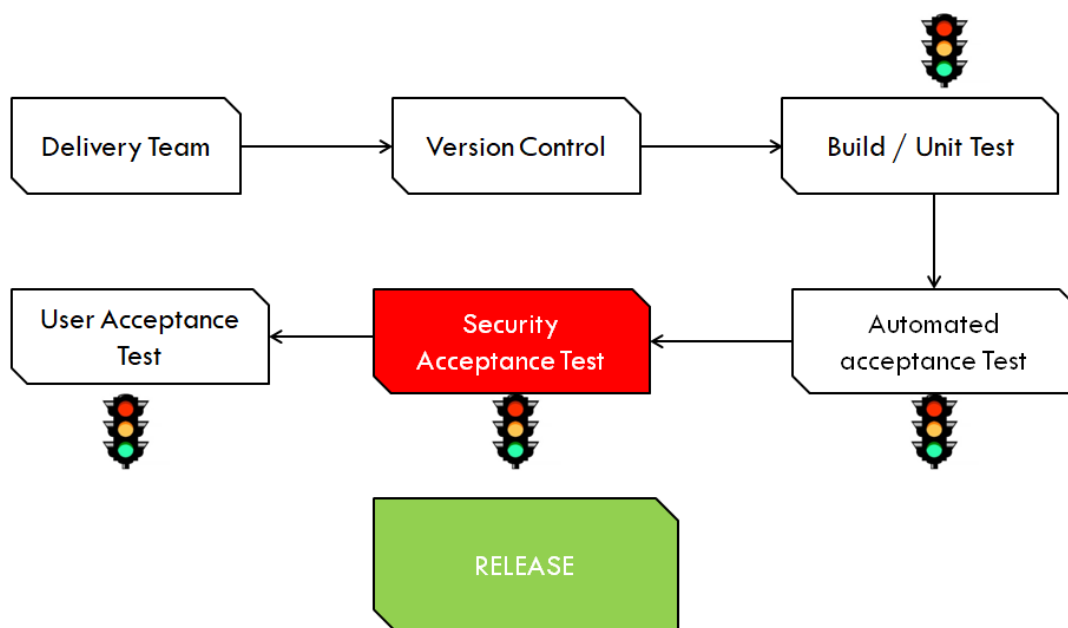 Delivery Team
Version Control
Build / Unit Test
User Acceptance
Test
Security
Acceptance Test
Automated
acceptance Test
RELEASE